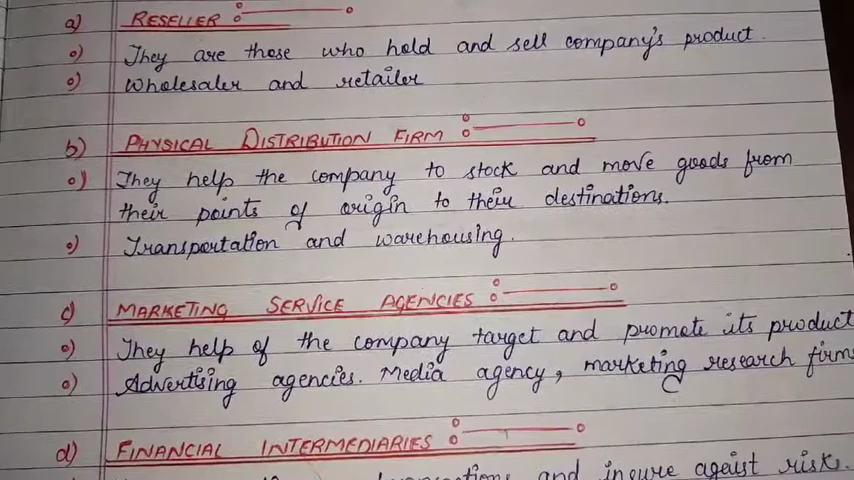 a) RESELLER :-
o) They are those who hold and sell company's product.
o) Wholesaler and retailer
b) PHYSICAL DISTRIBUTION FIRM :-
o) They help the company to stock and move goods from
their points of origin to their destinations.
o) Transportation and warehousing.
c) MARKETING SERVICE AGENCIES :-
o) They help of the company target and promote its product
o) Advertising agencies. Media agency, marketing research firms
d) FINANCIAL INTERMEDIARIES :-
and insure ageist risks.